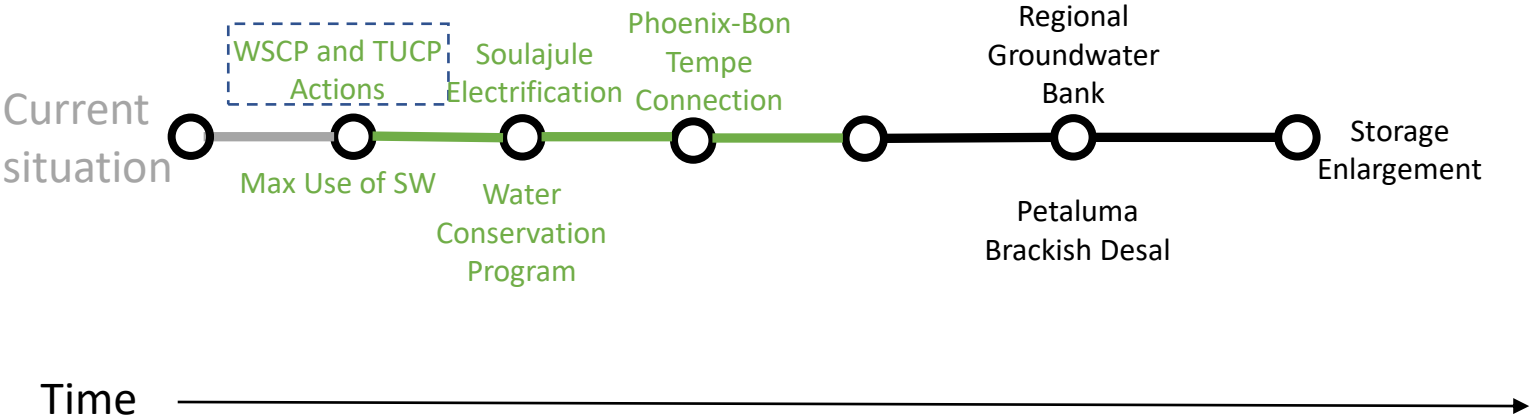 Current
situation
WSCP and TUCP
Actions
Max Use of SW
Soulajule
Electrification
Water
Conservation
Program
Phoenix-Bon
Tempe
Connection
Regional
Groundwater
Bank
Petaluma
Brackish Desal
Storage
Enlargement
Time